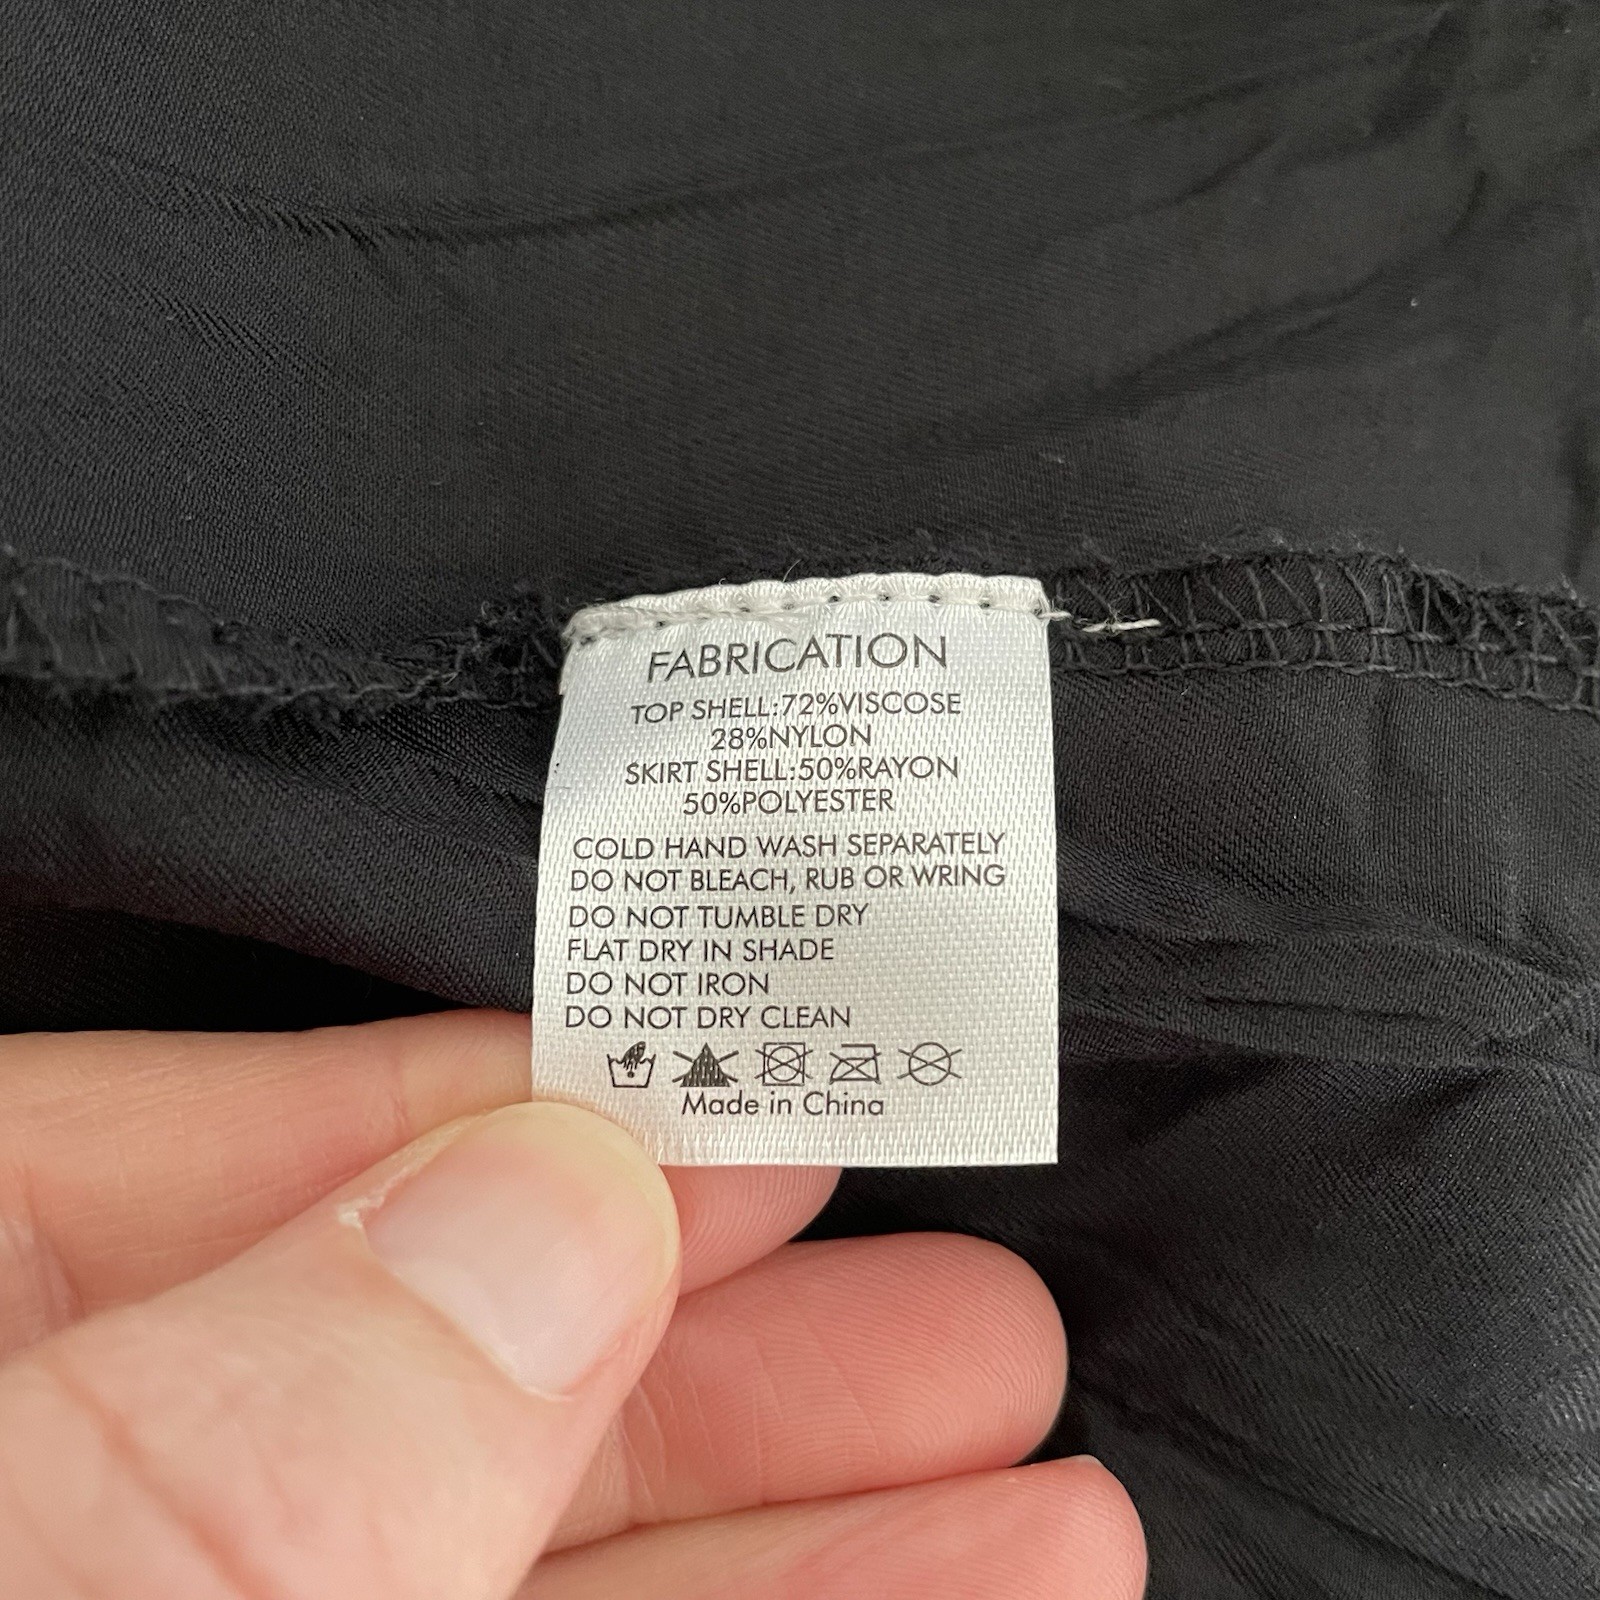 FABRICATION
TOP SHELL:72%VISCOSE
28%NYLON
SKIRT SHELL:50%RAYON
50%POLYESTER
COLD HAND WASH SEPARATELY
DO NOT BLEACH, RUB OR WRING
DO NOT TUMBLE DRY
FLAT DRY IN SHADE
DO NOT IRON
DO NOT DRY CLEAN
Made in China